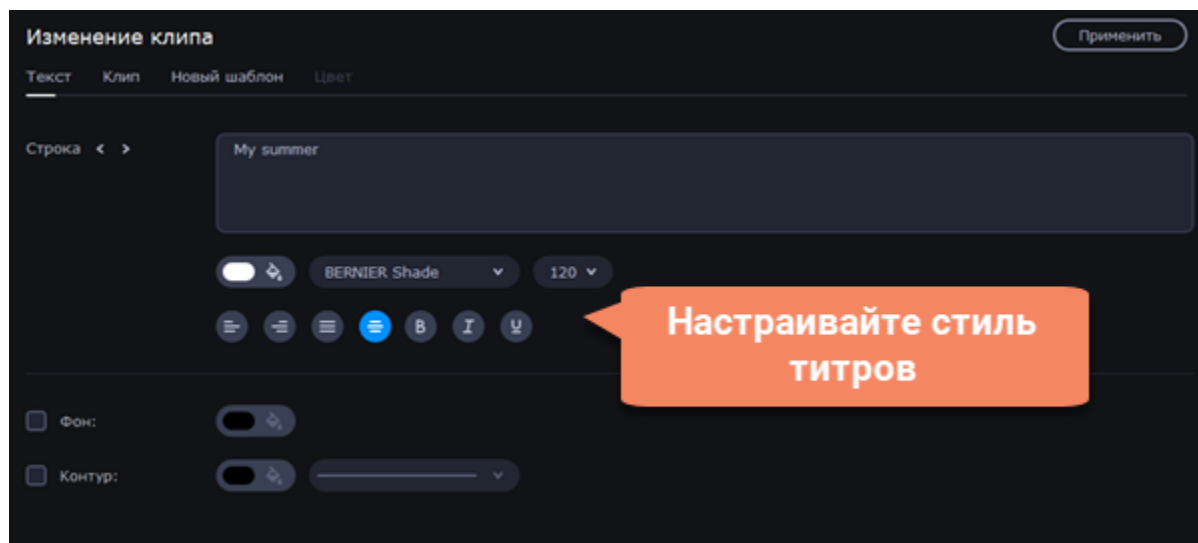 Изменение клипа
Применить
Текст Клип Новый шаблон Цвет
Строка < >
My summer
BERNIER Shade 120
B I U
Настраивайте стиль
титров
Фон:
Контур: